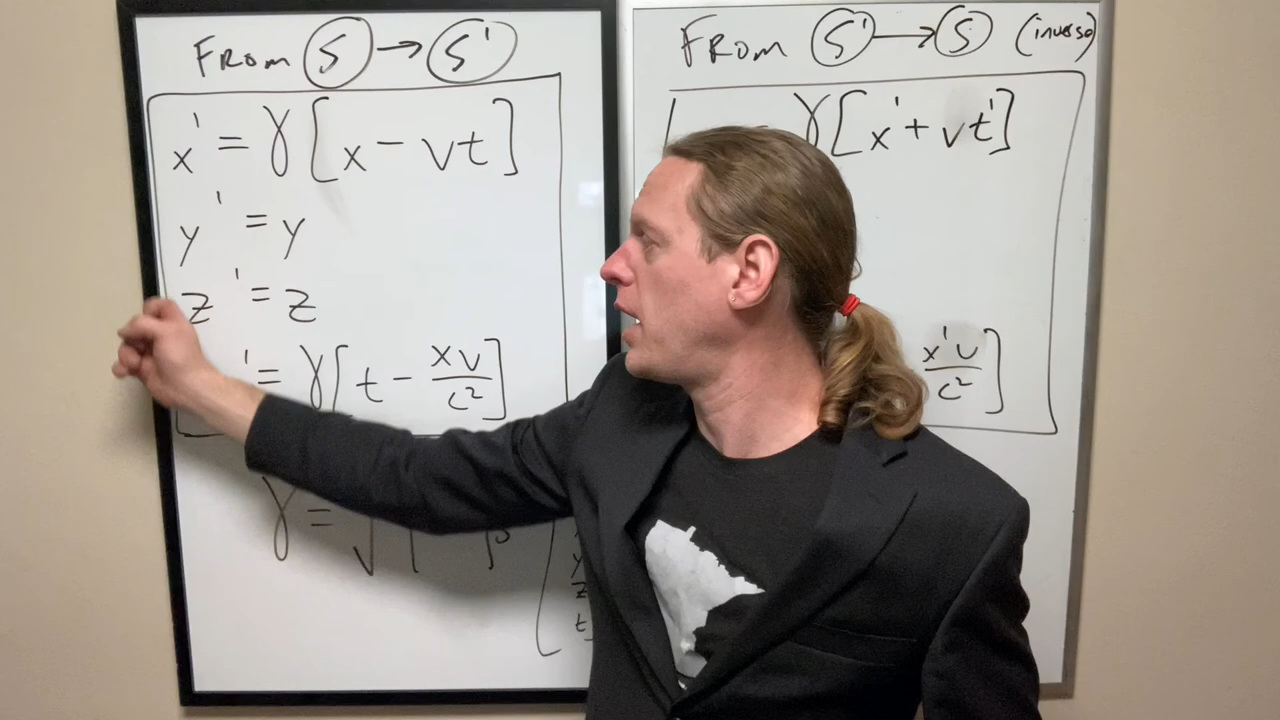 From S → S'
x' = γ[x - vt]
y' = y
z' = z
' = γ[t - xv/c²]
γ =
y
z
t
From S' → S (inverse)
γ[x' + vt']
x'v/c²]